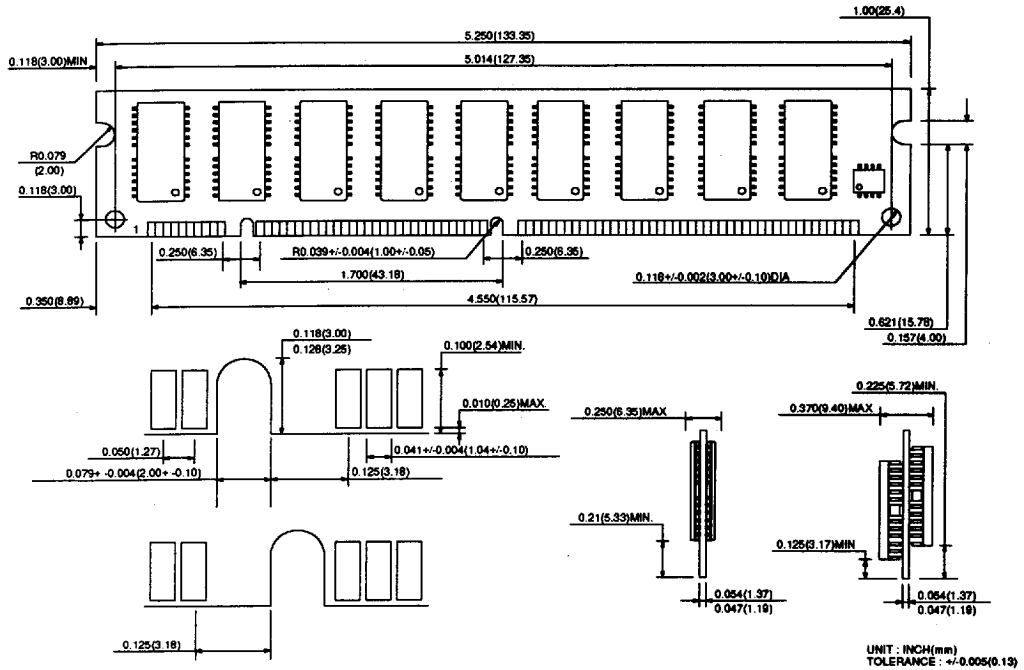 1.00(25.4)
5.250(133.35)
0.118(3.00)MIN
5.014(127.35)
R0.079
(2.00)
0.118(3.00)
1
0.250(6.35)
R0.039+/-0.004(1.00+/-0.05)
0.250(6.35)
1.700(43.18)
0.118+/-0.002(3.00+/-0.10)DIA
0.350(8.89)
4.550(115.57)
0.621(15.78)
0.157(4.00)
0.118(3.00)
0.128(3.25)
0.100(2.54)MIN.
0.010(0.25)MAX
0.050(1.27)
0.041+/-0.004(1.04+/-0.10)
0.079+ -0.004(2.00+ -0.10)
0.125(3.18)
0.125(3.18)
0.250(6.35)MAX
0.21(5.33)MIN.
0.054(1.37)
0.047(1.19)
0.225(5.72)MIN.
0.370(9.40)MAX
0.125(3.17)MIN
0.054(1.37)
0.047(1.19)
UNIT : INCH(mm)
TOLERANCE : +/-0.005(0.13)